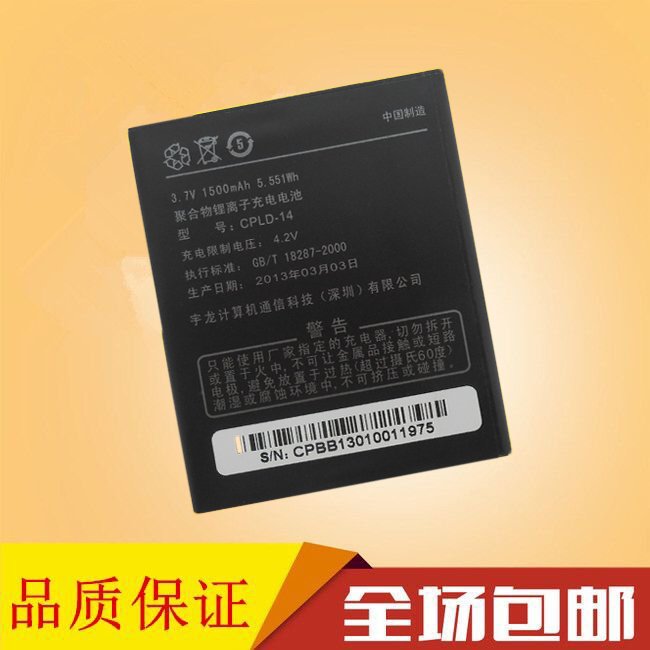 中国制造
5
3.7V 1500mAh 5.551Wh
聚合物锂离子充电电池
型 号: CPLD-14
充电限制电压: 4.2V
执行标准: GB/T 18287-2000
生产日期: 2013年03月03日
宇龙计算机通信科技(深圳)有限公司
警告
只能使用厂家指定的充电器,切勿拆开
或置于火中,不可让金属品接触或短路
电极,避免放置于过热(超过摄氏60度)
潮湿或腐蚀环境中,不可挤压或碰撞.
S/N: CPBB13010011975
品质保证
全场包邮